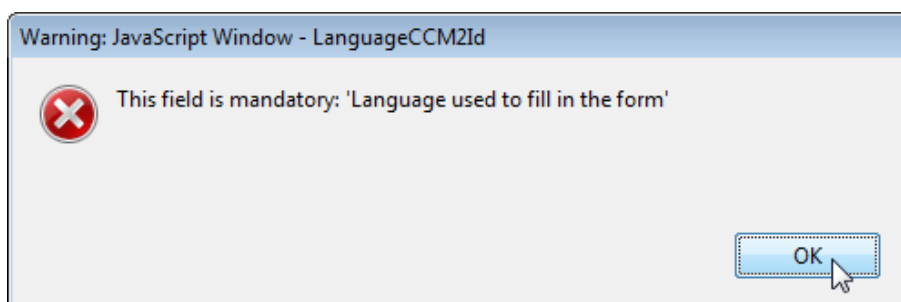 Warning: JavaScript Window - LanguageCCM2Id
This field is mandatory: 'Language used to fill in the form'
OK